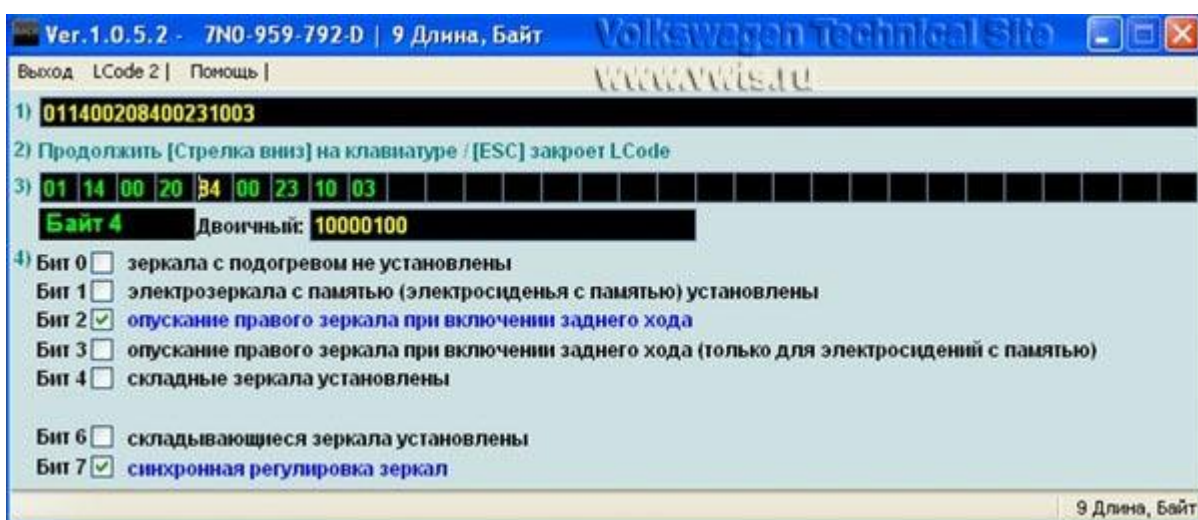 Ver.1.0.5.2 - 7N0-959-792-D | 9 Длина, Байт Volkswagen Technical Site
Выход LCode 2 | Помощь | www.vwts.ru
1) 011400208400231003
2) Продолжить [Стрелка вниз] на клавиатуре / [ESC] закроет LCode
3) 01 14 00 20 84 00 23 10 03
Байт 4 Двоичный: 10000100
4) Бит 0 зеркала с подогревом не установлены
Бит 1 электрозеркала с памятью (электросиденья с памятью) установлены
Бит 2 опускание правого зеркала при включении заднего хода
Бит 3 опускание правого зеркала при включении заднего хода (только для электросидений с памятью)
Бит 4 складные зеркала установлены
Бит 6 складывающиеся зеркала установлены
Бит 7 синхронная регулировка зеркал
9 Длина, Байт